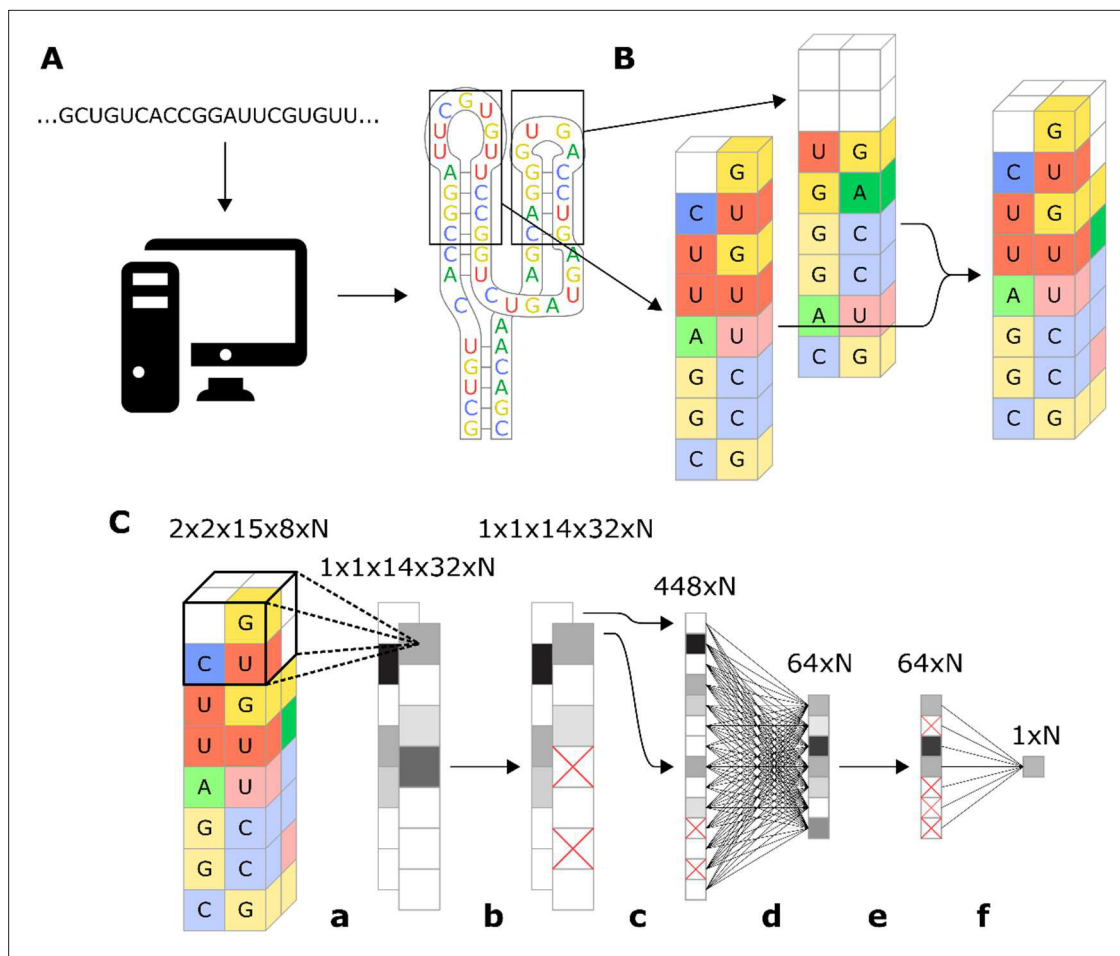 A
B
...GCUGUCACCGGAUUCGUGUU...
G
C U
U G U G
U U G A
A U G C
G C G C
G C A U
C G C G
C G G A
A U A G
C C U G A U
A
U A
G C
U A
C G
G C
G
C U
U G
U U
A U
G C
G C
C G
U G
G A
G C
G C
A U
C G
G
C U
U G
U U
A U
G C
G C
C G
C
2x2x15x8xN
1x1x14x32xN
1x1x14x32xN
448xN
64xN
64xN
1xN
G
C U
U G
U U
A U
G C
G C
C G
a b c d e f